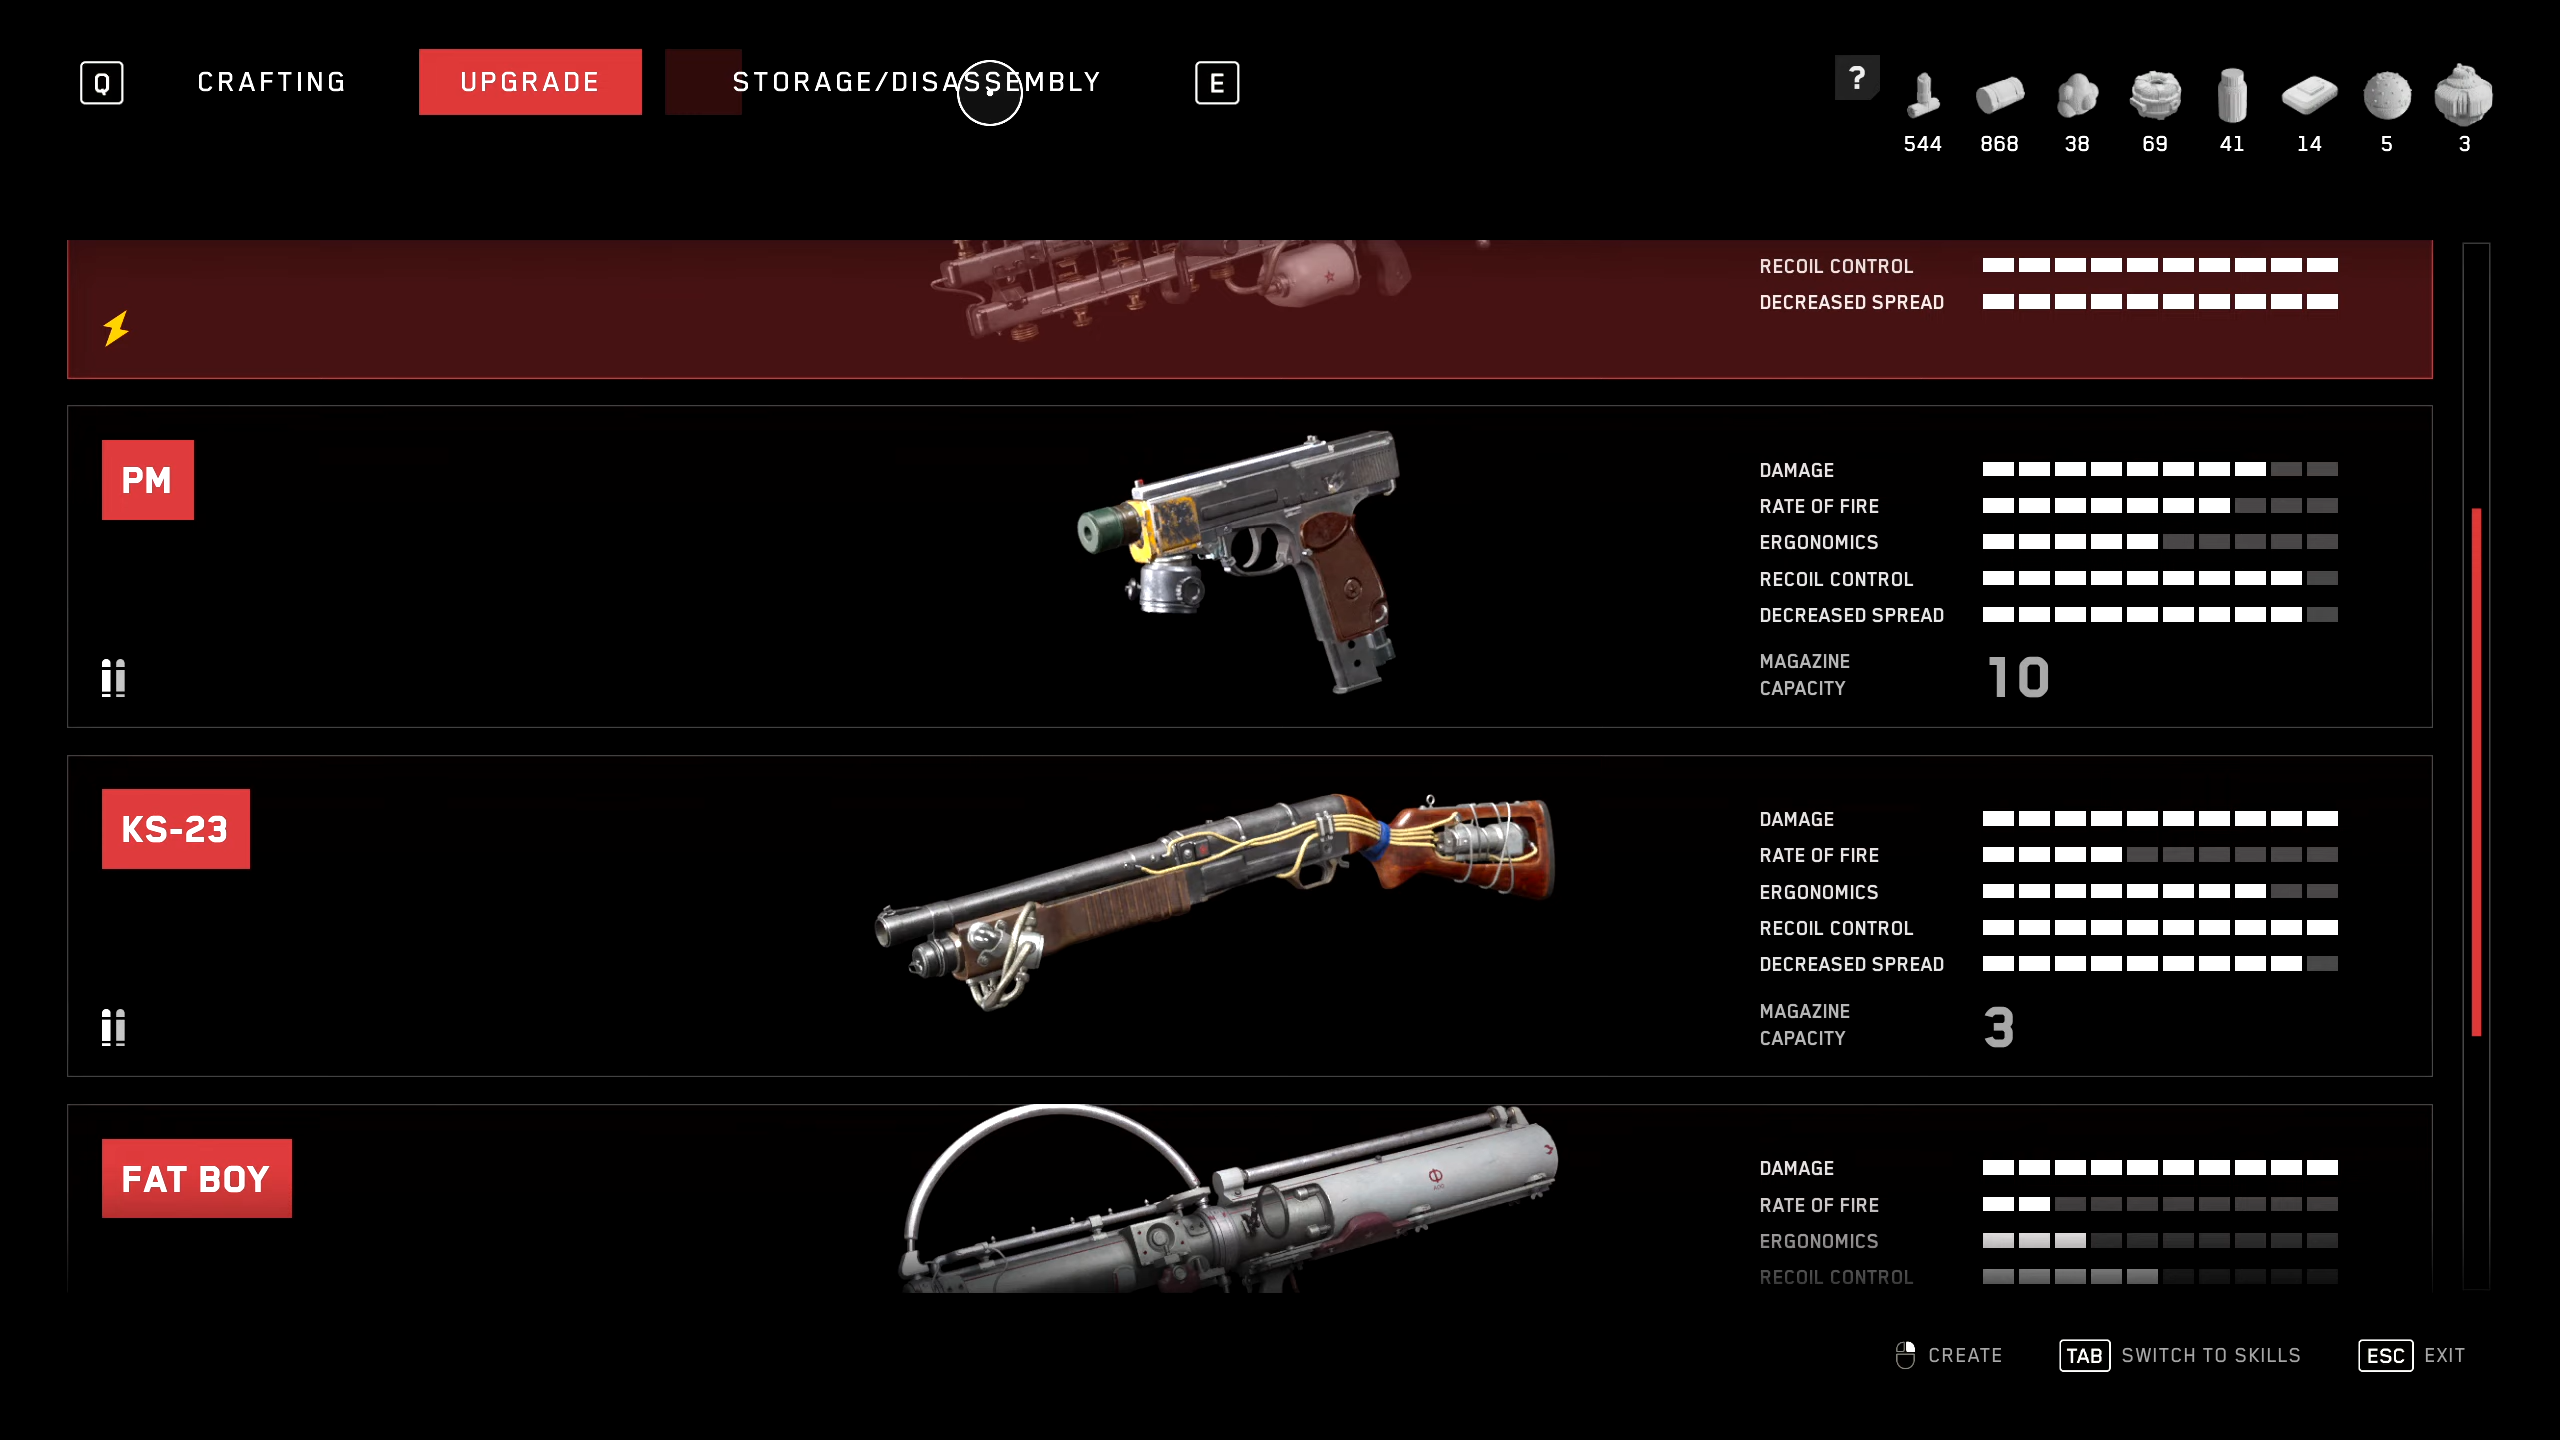 Q CRAFTING UPGRADE STORAGE/DISASSEMBLY E ?
544 868 38 69 41 14 5 3
RECOIL CONTROL
DECREASED SPREAD
PM
DAMAGE
RATE OF FIRE
ERGONOMICS
RECOIL CONTROL
DECREASED SPREAD
MAGAZINE
CAPACITY
10
KS-23
DAMAGE
RATE OF FIRE
ERGONOMICS
RECOIL CONTROL
DECREASED SPREAD
MAGAZINE
CAPACITY
3
FAT BOY
DAMAGE
RATE OF FIRE
ERGONOMICS
RECOIL CONTROL
CREATE TAB SWITCH TO SKILLS ESC EXIT